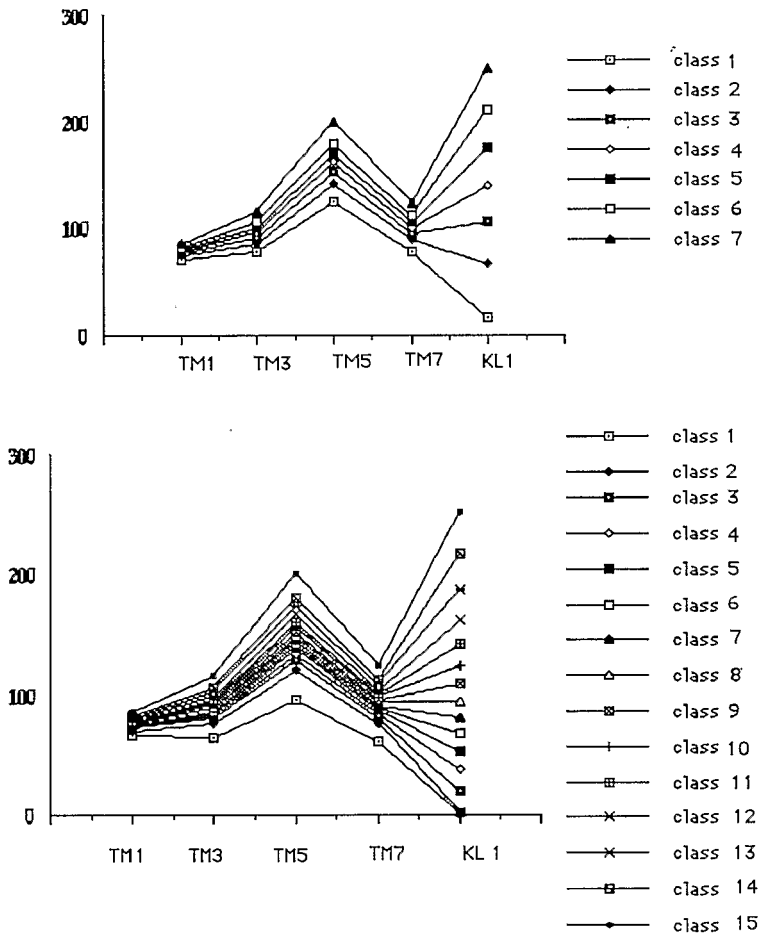 300
200
100
0
TM1 TM3 TM5 TM7 KL1
class 1
class 2
class 3
class 4
class 5
class 6
class 7
300
200
100
0
TM1 TM3 TM5 TM7 KL 1
class 1
class 2
class 3
class 4
class 5
class 6
class 7
class 8
class 9
class 10
class 11
class 12
class 13
class 14
class 15